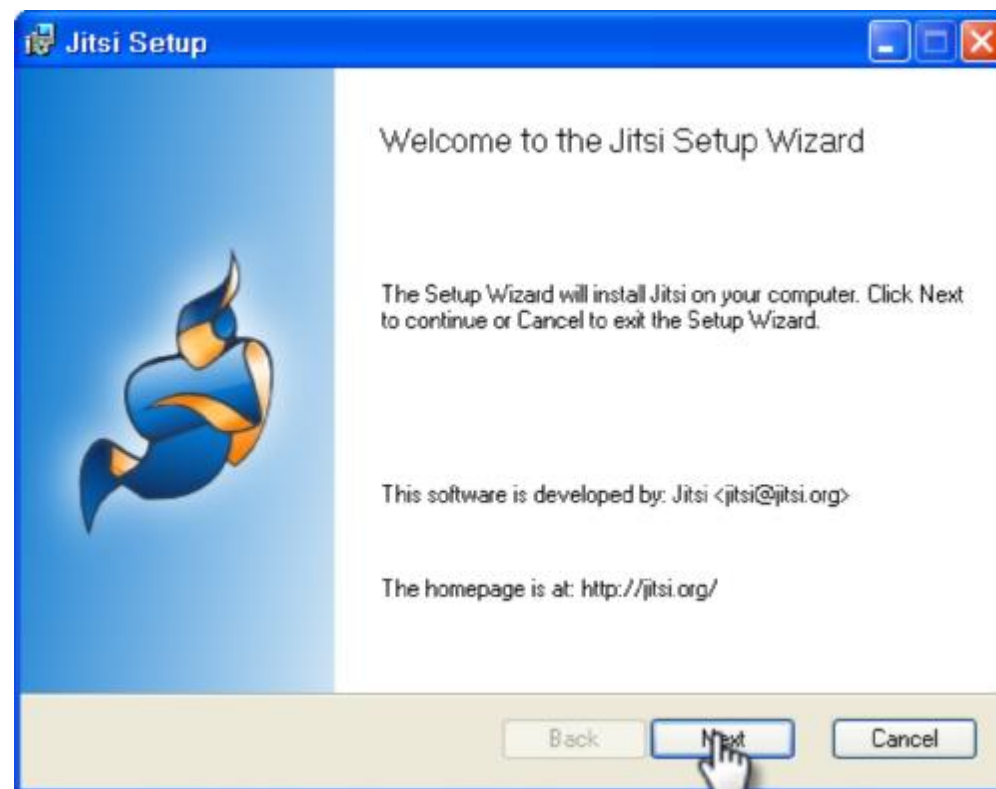 Jitsi Setup
Welcome to the Jitsi Setup Wizard
The Setup Wizard will install Jitsi on your computer. Click Next
to continue or Cancel to exit the Setup Wizard.
This software is developed by: Jitsi <jitsi@jitsi.org>
The homepage is at: http://jitsi.org/
Back Next Cancel